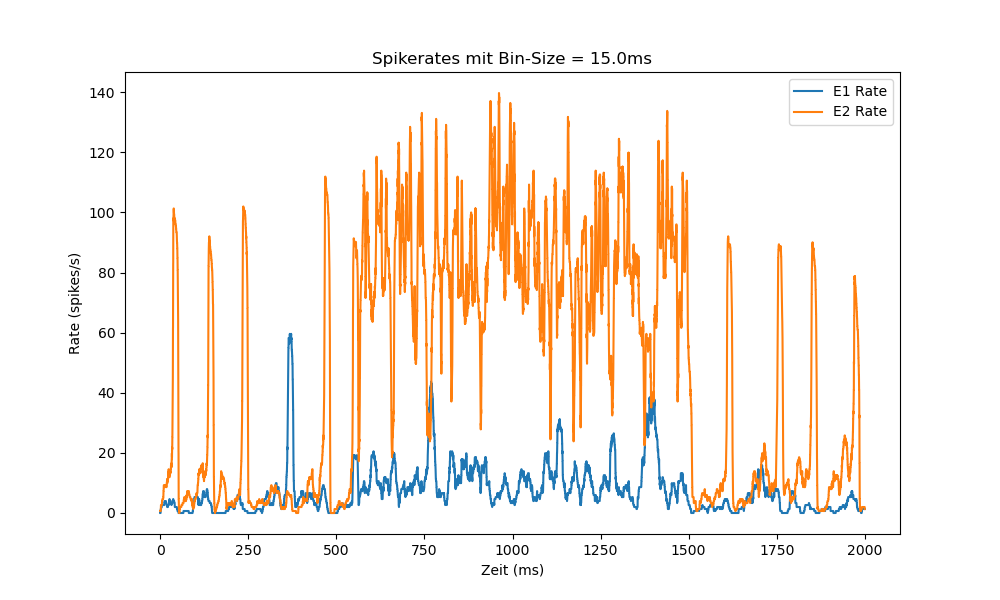 Spikerates mit Bin-Size = 15.0ms
E1 Rate
E2 Rate
Rate (spikes/s)
140
120
100
80
60
40
20
0
0 250 500 750 1000 1250 1500 1750 2000
Zeit (ms)